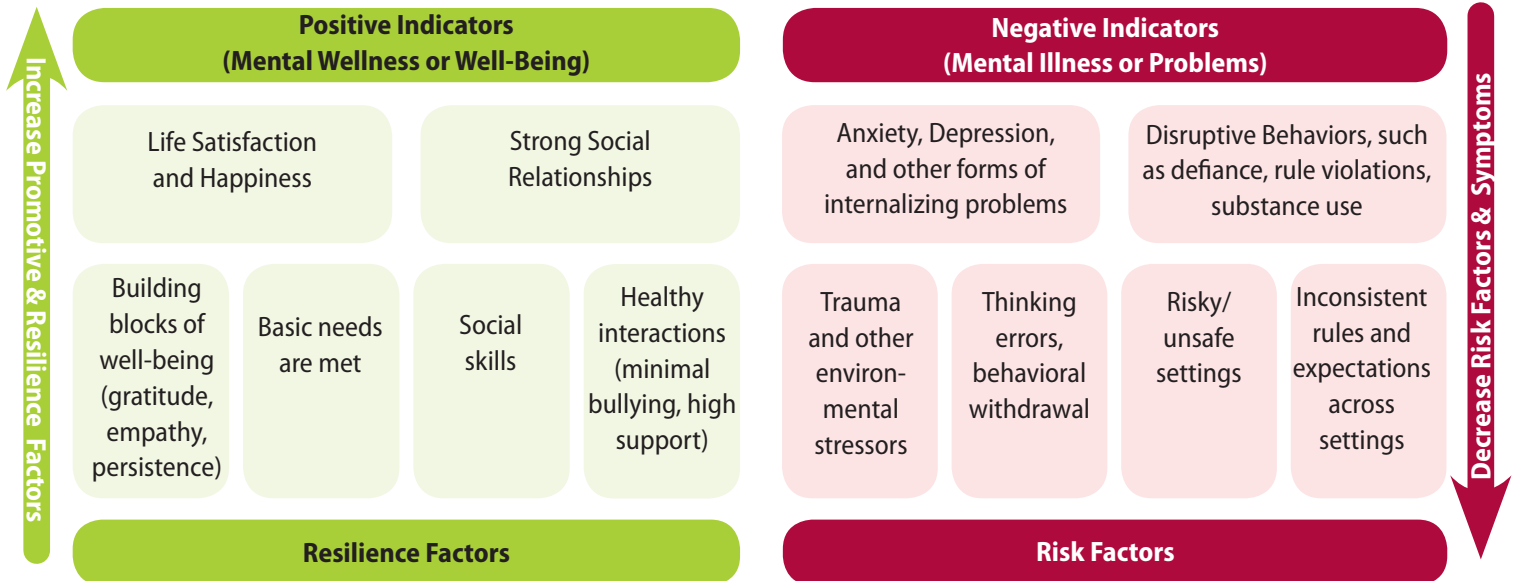 Increase Promotive & Resilience Factors
Positive Indicators
(Mental Wellness or Well-Being)
Life Satisfaction
and Happiness
Strong Social
Relationships
Building
blocks of
well-being
(gratitude,
empathy,
persistence)
Basic needs
are met
Social
skills
Healthy
interactions
(minimal
bullying, high
support)
Resilience Factors
Negative Indicators
(Mental Illness or Problems)
Anxiety, Depression,
and other forms of
internalizing problems
Disruptive Behaviors, such
as defiance, rule violations,
substance use
Trauma
and other
environ-
mental
stressors
Thinking
errors,
behavioral
withdrawal
Risky/
unsafe
settings
Inconsistent
rules and
expectations
across
settings
Risk Factors
Decrease Risk Factors & Symptoms